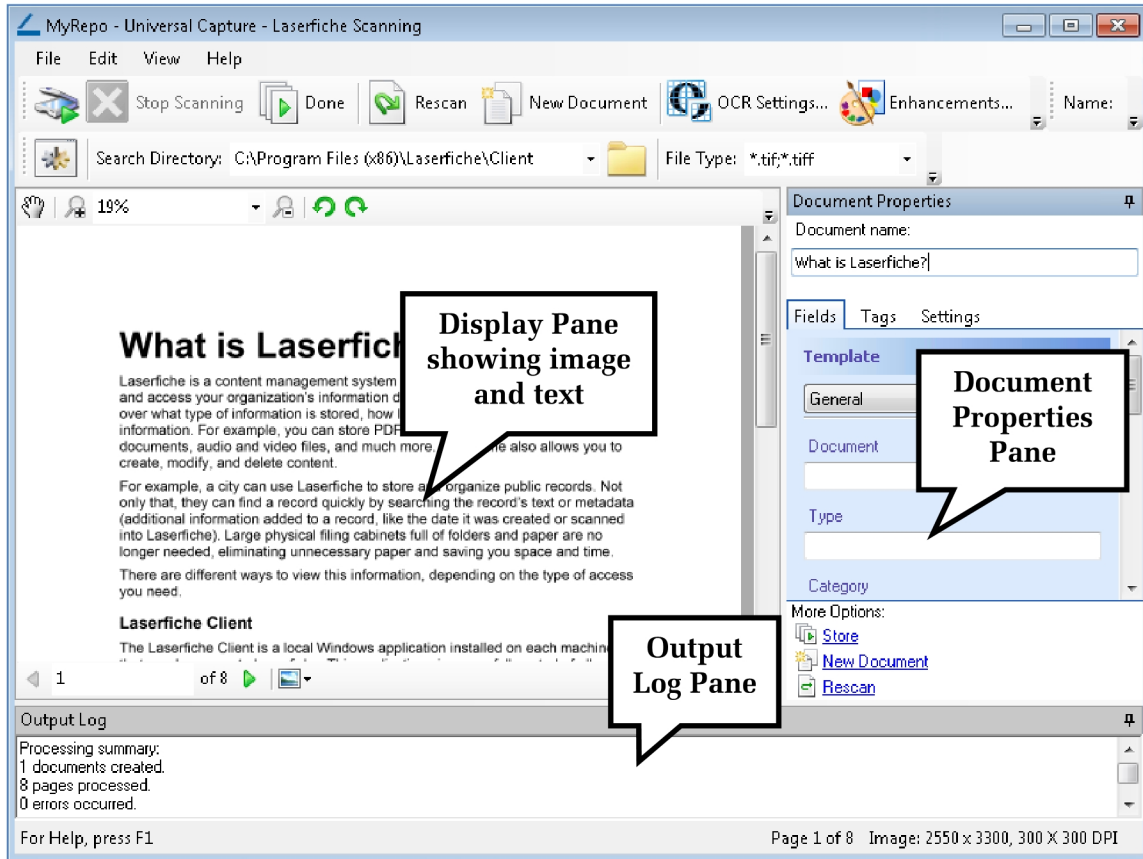 MyRepo - Universal Capture - Laserfiche Scanning
File Edit View Help
Stop Scanning Done Rescan New Document OCR Settings... Enhancements... Name:
Search Directory: C:\Program Files (x86)\Laserfiche\Client File Type: *.tif;*.tiff
19%
What is Laserfich
Laserfiche is a content management system
and access your organization's information d
over what type of information is stored, how
information. For example, you can store PDF
documents, audio and video files, and much more. ne also allows you to
create, modify, and delete content.
For example, a city can use Laserfiche to store and organize public records. Not
only that, they can find a record quickly by searching the record's text or metadata
(additional information added to a record, like the date it was created or scanned
into Laserfiche). Large physical filing cabinets full of folders and paper are no
longer needed, eliminating unnecessary paper and saving you space and time.
There are different ways to view this information, depending on the type of access
you need.
Laserfiche Client
The Laserfiche Client is a local Windows application installed on each machin
Display Pane
showing image
and text
1 of 8
Document Properties
Document name:
What is Laserfiche?
Fields Tags Settings
Template
General
Document
Type
Category
Document
Properties
Pane
More Options:
Store
New Document
Rescan
Output
Log Pane
Output Log
Processing summary:
1 documents created.
8 pages processed.
0 errors occurred.
For Help, press F1 Page 1 of 8 Image: 2550 x 3300, 300 X 300 DPI